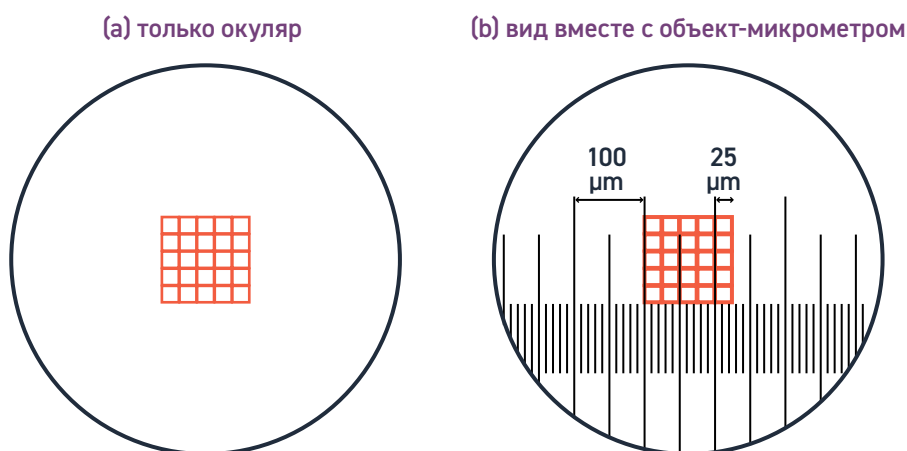 (a) только окуляр
(b) вид вместе с объект-микрометром
100
µm
25
µm